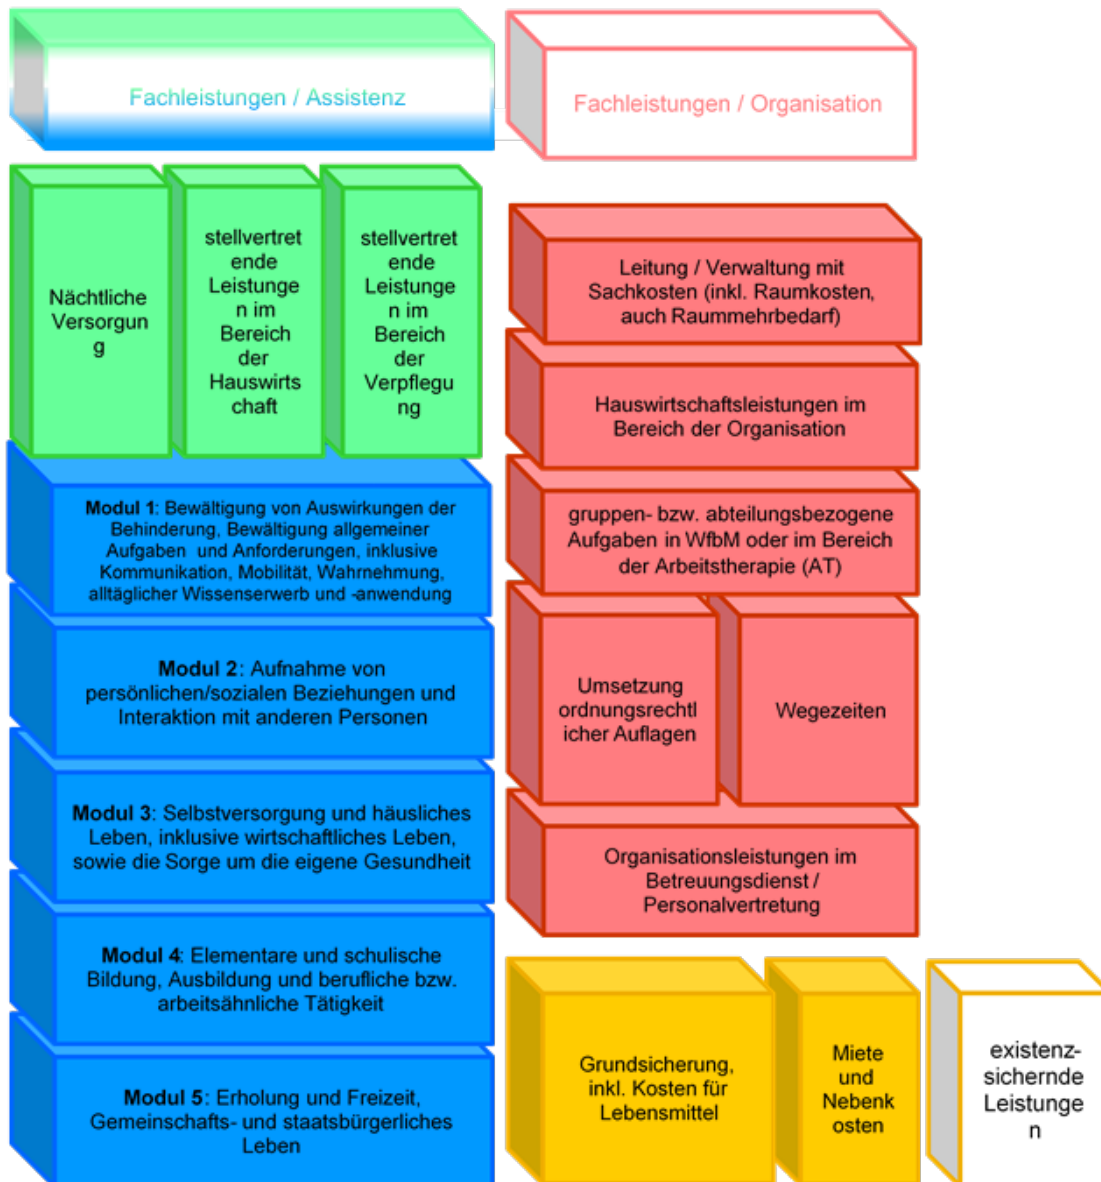 Fachleistungen / Assistenz
Fachleistungen / Organisation
Nächtliche
Versorgun
g
stellvertret
ende
Leistunge
n im
Bereich
der
Hauswirts
chaft
stellvertret
ende
Leistunge
n im
Bereich
der
Verpflegu
ng
Modul 1: Bewältigung von Auswirkungen der
Behinderung, Bewältigung allgemeiner
Aufgaben und Anforderungen, inklusive
Kommunikation, Mobilität, Wahrnehmung,
alltäglicher Wissenserwerb und -anwendung
Modul 2: Aufnahme von
persönlichen/sozialen Beziehungen und
Interaktion mit anderen Personen
Modul 3: Selbstversorgung und häusliches
Leben, inklusive wirtschaftliches Leben,
sowie die Sorge um die eigene Gesundheit
Modul 4: Elementare und schulische
Bildung, Ausbildung und berufliche bzw.
arbeitsähnliche Tätigkeit
Modul 5: Erholung und Freizeit,
Gemeinschafts- und staatsbürgerliches
Leben
Leitung / Verwaltung mit
Sachkosten (inkl. Raumkosten,
auch Raummehrbedarf)
Hauswirtschaftsleistungen im
Bereich der Organisation
gruppen- bzw. abteilungsbezogene
Aufgaben in WfbM oder im Bereich
der Arbeitstherapie (AT)
Umsetzung
ordnungsrechtl
icher Auflagen
Wegezeiten
Organisationsleistungen im
Betreuungsdienst /
Personalvertretung
Grundsicherung,
inkl. Kosten für
Lebensmittel
Miete
und
Nebenk
osten
existenz-
sichernde
Leistunge
n